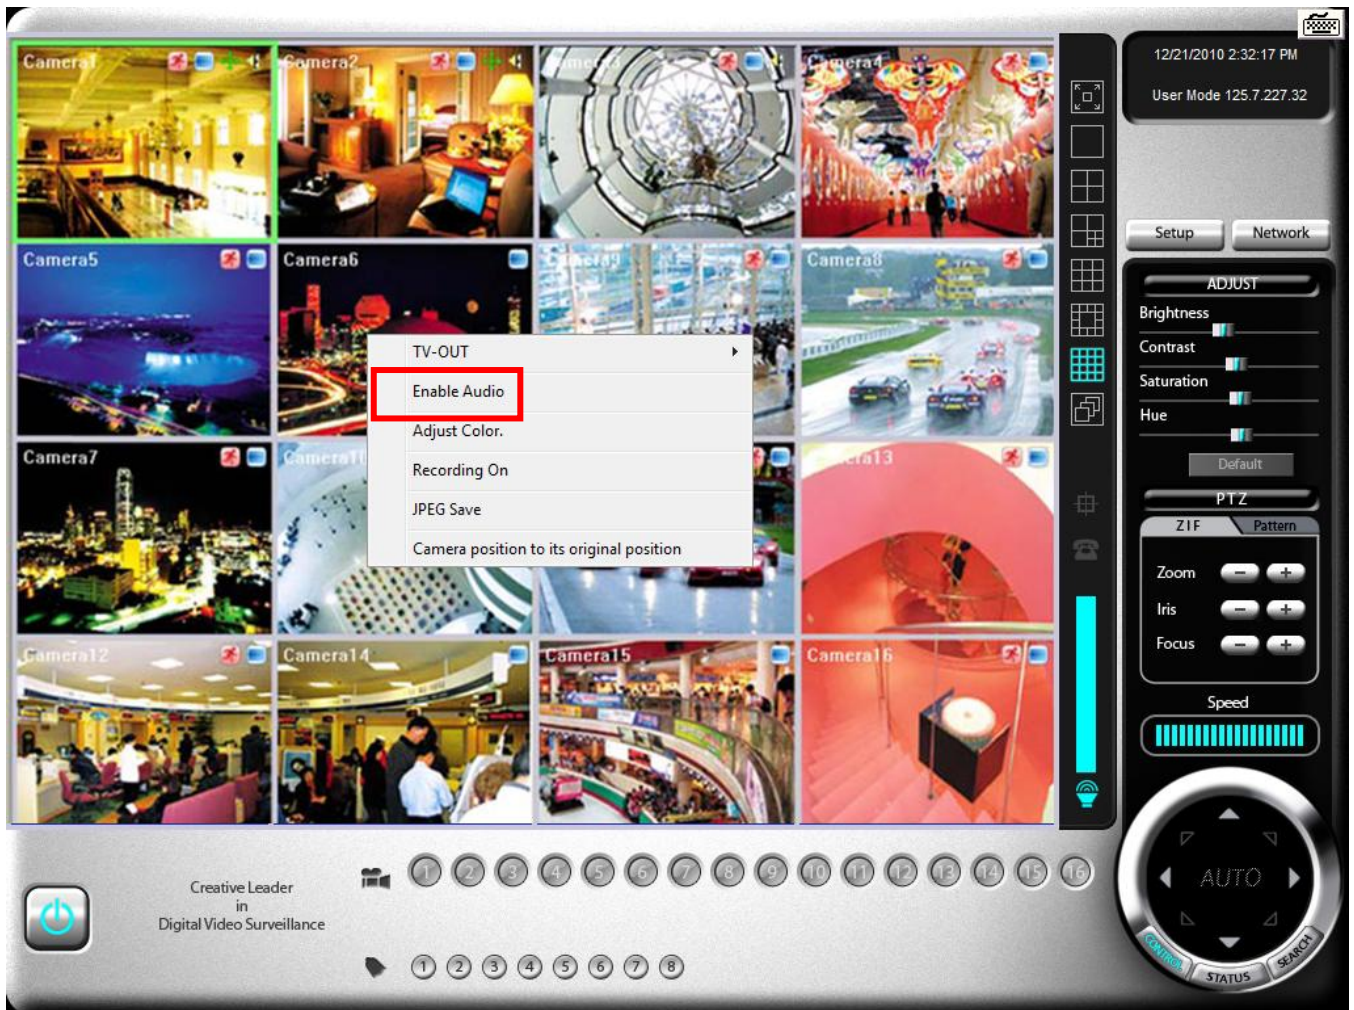 Camera1
Camera2
Camera3
Camera4
12/21/2010 2:32:17 PM
User Mode 125.7.227.32
Setup
Network
Camera5
Camera6
Camera8
ADJUST
Brightness
Contrast
Saturation
Hue
Default
TV-OUT
Enable Audio
Adjust Color.
Recording On
JPEG Save
Camera position to its original position
Camera7
PTZ
ZIF
Pattern
Zoom
Iris
Focus
Camera12
Camera14
Camera15
Camera16
Speed
Creative Leader
in
Digital Video Surveillance
1 2 3 4 5 6 7 8 9 10 11 12 13 14 15 16
1 2 3 4 5 6 7 8
AUTO
CONTROL
STATUS
SEARCH